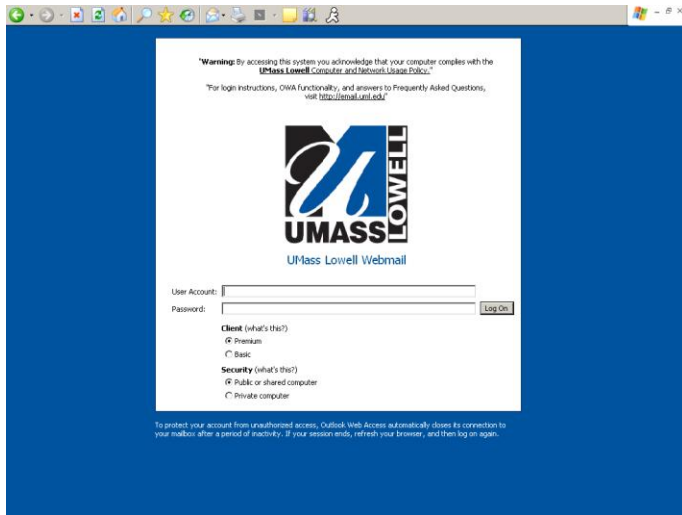 "Warning: By accessing this system you acknowledge that your computer complies with the
UMass Lowell Computer and Network Usage Policy."
"For login instructions, OWA functionality, and answers to Frequently Asked Questions,
visit http://email.uml.edu"
UMASS
LOWELL
UMass Lowell Webmail
User Account:
Password:
Log On
Client (what's this?)
Premium
Basic
Security (what's this?)
Public or shared computer
Private computer
To protect your account from unauthorized access, Outlook Web Access automatically closes its connection to
your mailbox after a period of inactivity. If your session ends, refresh your browser, and then log on again.